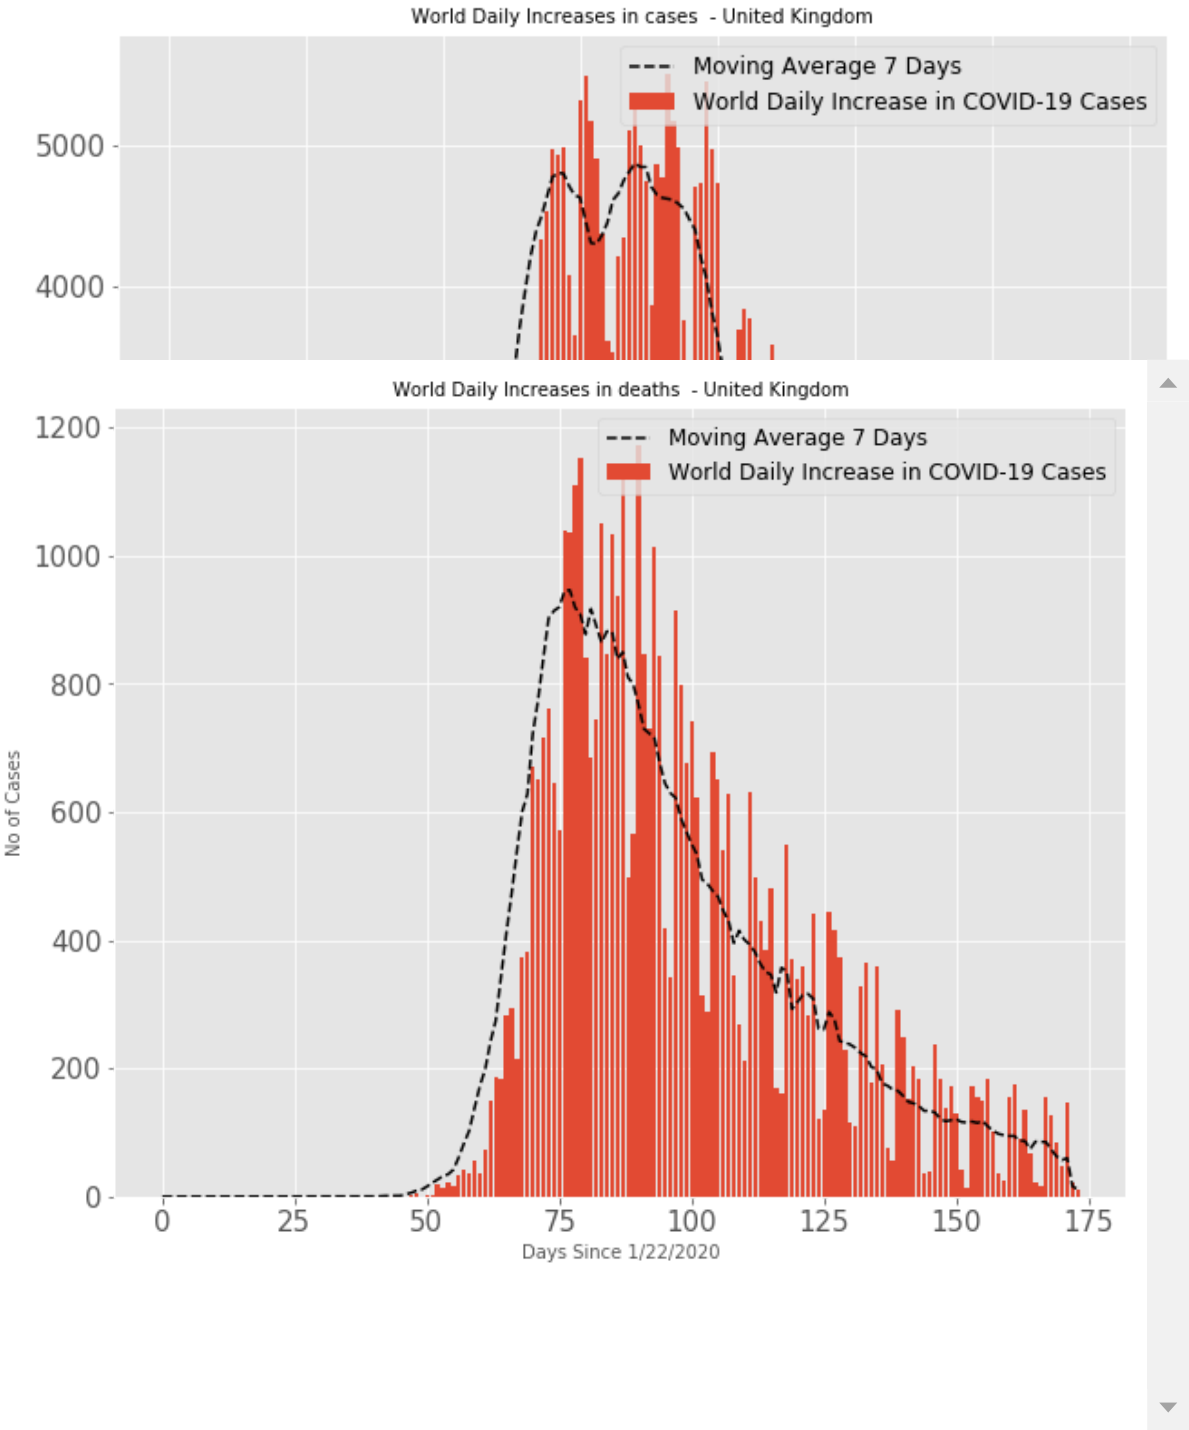 World Daily Increases in cases - United Kingdom
Moving Average 7 Days
World Daily Increase in COVID-19 Cases
5000
4000
World Daily Increases in deaths - United Kingdom
Moving Average 7 Days
World Daily Increase in COVID-19 Cases
1200
1000
800
600
400
200
0
No of Cases
0 25 50 75 100 125 150 175
Days Since 1/22/2020